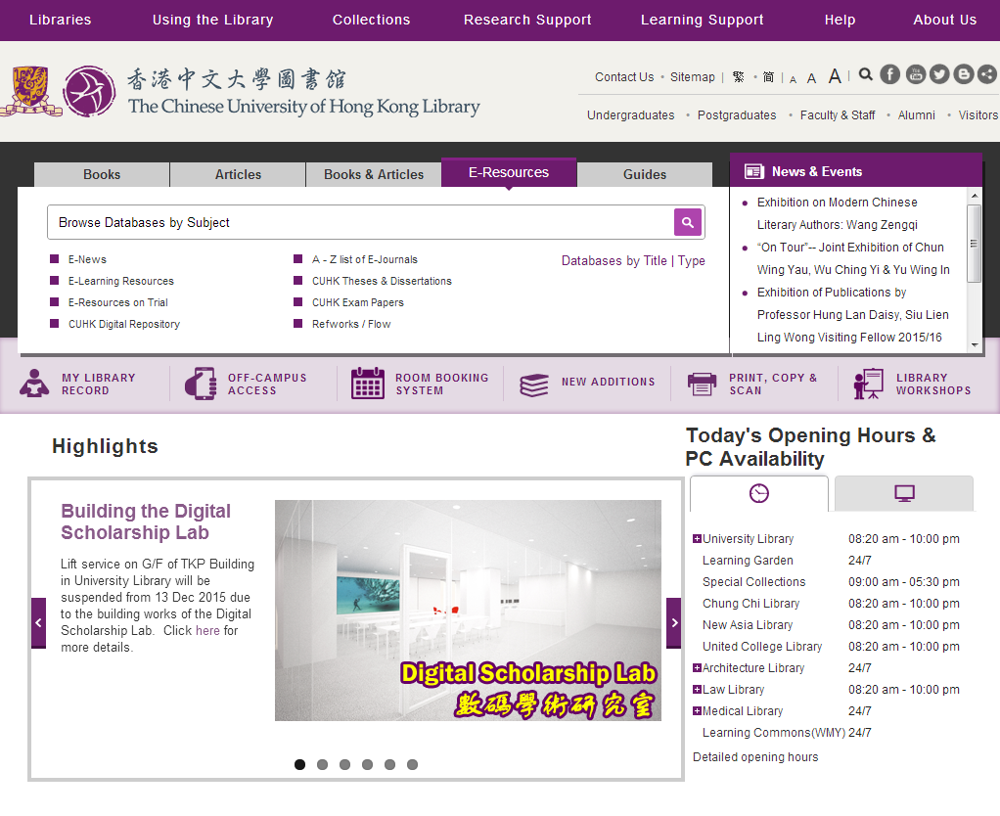 Libraries Using the Library Collections Research Support Learning Support Help About Us
香港中文大學圖書館
The Chinese University of Hong Kong Library
Contact Us • Sitemap | 繁 • 简 | A A A |
Undergraduates • Postgraduates • Faculty & Staff • Alumni • Visitors
Books Articles Books & Articles E-Resources Guides
Browse Databases by Subject
E-News
E-Learning Resources
E-Resources on Trial
CUHK Digital Repository
A - Z list of E-Journals
CUHK Theses & Dissertations
CUHK Exam Papers
Refworks / Flow
Databases by Title | Type
News & Events
Exhibition on Modern Chinese
Literary Authors: Wang Zengqi
“On Tour”-- Joint Exhibition of Chun
Wing Yau, Wu Ching Yi & Yu Wing In
Exhibition of Publications by
Professor Hung Lan Daisy, Siu Lien
Ling Wong Visiting Fellow 2015/16
MY LIBRARY
RECORD
OFF-CAMPUS
ACCESS
ROOM BOOKING
SYSTEM
NEW ADDITIONS
PRINT, COPY &
SCAN
LIBRARY
WORKSHOPS
Highlights
Building the Digital
Scholarship Lab
Lift service on G/F of TKP Building
in University Library will be
suspended from 13 Dec 2015 due
to the building works of the Digital
Scholarship Lab. Click here for
more details.
Digital Scholarship Lab
數碼學術研究室
Today's Opening Hours &
PC Availability
University Library 08:20 am - 10:00 pm
Learning Garden 24/7
Special Collections 09:00 am - 05:30 pm
Chung Chi Library 08:20 am - 10:00 pm
New Asia Library 08:20 am - 10:00 pm
United College Library 08:20 am - 10:00 pm
Architecture Library 24/7
Law Library 08:20 am - 10:00 pm
Medical Library 24/7
Learning Commons(WMY) 24/7
Detailed opening hours